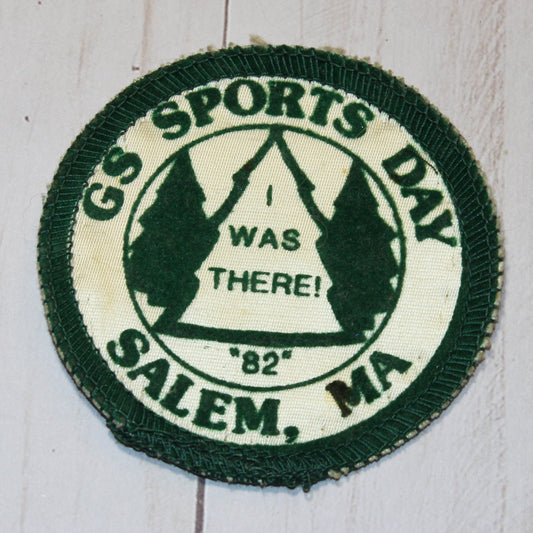 GS SPORTS DAY
I
WAS
THERE!
"82"
SALEM, MA